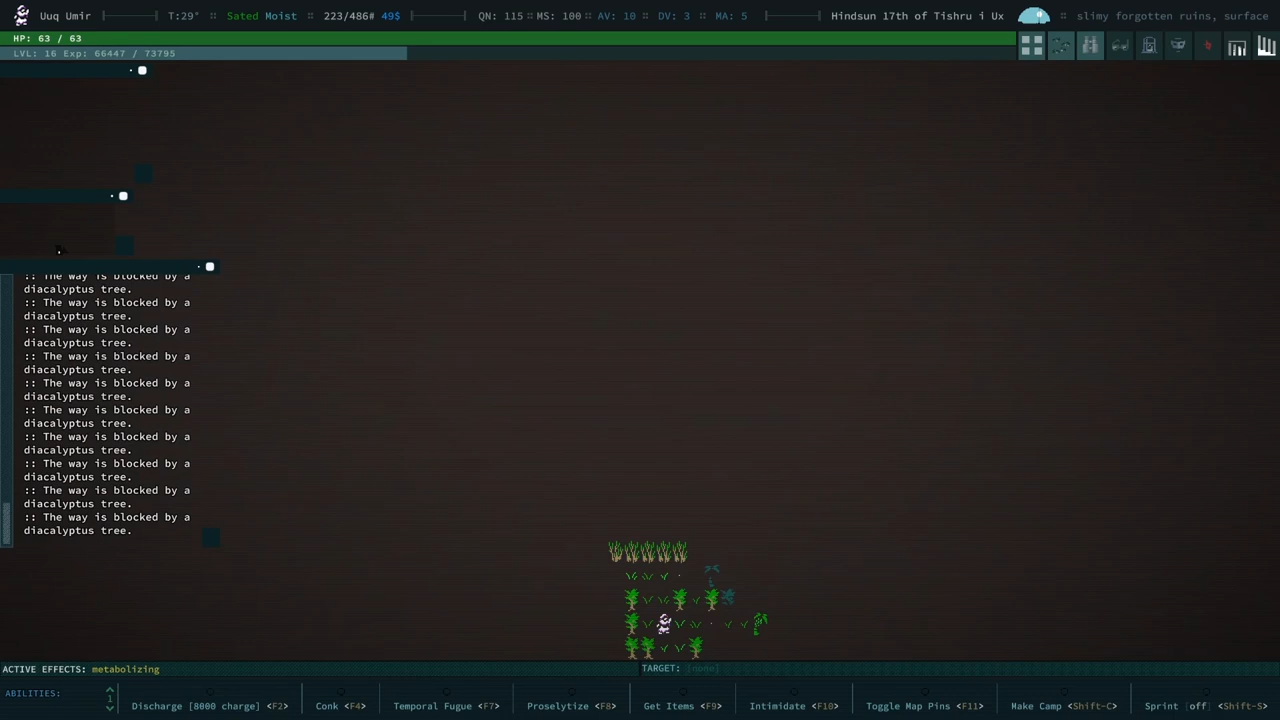 Uuq Umir T:29° Sated Moist 223/486# 49$ QN: 115 MS: 100 AV: 10 DV: 3 MA: 5 Hindsun 17th of Tishru i Ux slimy forgotten ruins, surface
HP: 63 / 63
LVL: 16 Exp: 66447 / 73795
:: The way is blocked by a
diacalyptus tree.
:: The way is blocked by a
diacalyptus tree.
:: The way is blocked by a
diacalyptus tree.
:: The way is blocked by a
diacalyptus tree.
:: The way is blocked by a
diacalyptus tree.
:: The way is blocked by a
diacalyptus tree.
:: The way is blocked by a
diacalyptus tree.
:: The way is blocked by a
diacalyptus tree.
:: The way is blocked by a
diacalyptus tree.
:: The way is blocked by a
diacalyptus tree.
ACTIVE EFFECTS: metabolizing TARGET: [none]
ABILITIES: 1 Discharge [8000 charge] <F2> Conk <F4> Temporal Fugue <F7> Proselytize <F8> Get Items <F9> Intimidate <F10> Toggle Map Pins <F11> Make Camp <Shift-C> Sprint [off] <Shift-S>